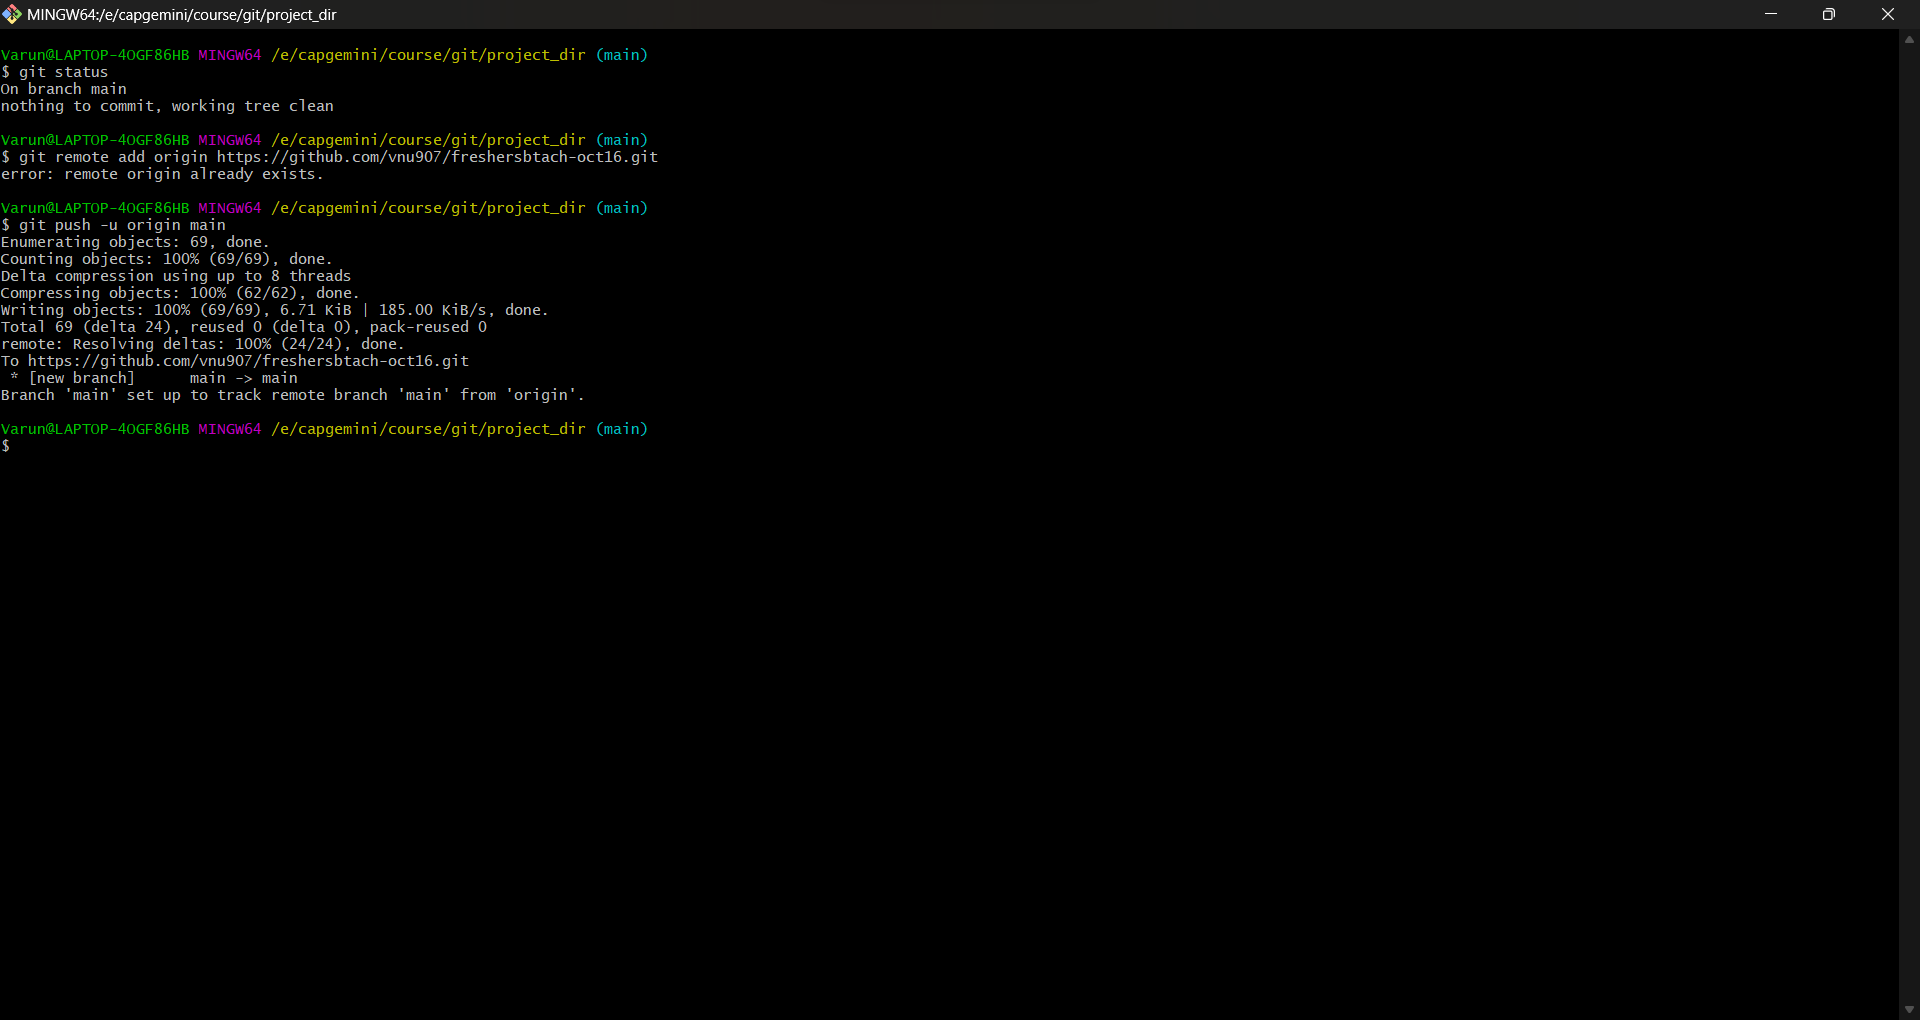 MINGW64:/e/capgemini/course/git/project_dir
Varun@LAPTOP-4OGF86HB MINGW64 /e/capgemini/course/git/project_dir (main)
$ git status
On branch main
nothing to commit, working tree clean
Varun@LAPTOP-4OGF86HB MINGW64 /e/capgemini/course/git/project_dir (main)
$ git remote add origin https://github.com/vnu907/freshersbtach-oct16.git
error: remote origin already exists.
Varun@LAPTOP-4OGF86HB MINGW64 /e/capgemini/course/git/project_dir (main)
$ git push -u origin main
Enumerating objects: 69, done.
Counting objects: 100% (69/69), done.
Delta compression using up to 8 threads
Compressing objects: 100% (62/62), done.
Writing objects: 100% (69/69), 6.71 KiB | 185.00 KiB/s, done.
Total 69 (delta 24), reused 0 (delta 0), pack-reused 0
remote: Resolving deltas: 100% (24/24), done.
To https://github.com/vnu907/freshersbtach-oct16.git
 * [new branch]      main -> main
Branch 'main' set up to track remote branch 'main' from 'origin'.
Varun@LAPTOP-4OGF86HB MINGW64 /e/capgemini/course/git/project_dir (main)
$